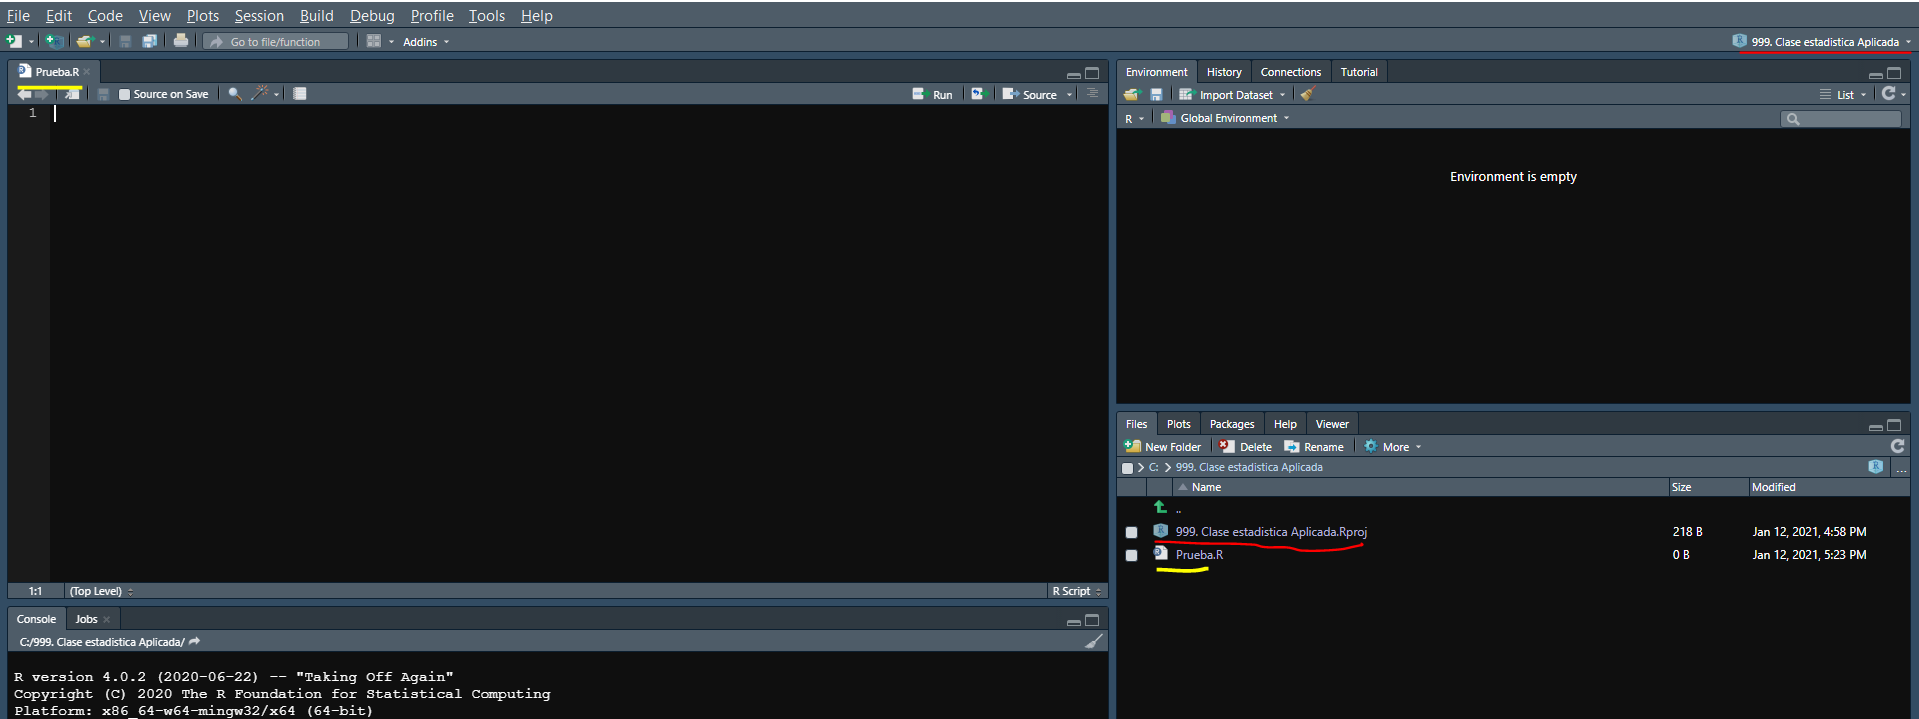 File Edit Code View Plots Session Build Debug Profile Tools Help
Go to file/function Addins 999. Clase estadistica Aplicada
Prueba.R
Source on Save Run Source
1
1:1 (Top Level) R Script
Console Jobs
C:/999. Clase estadistica Aplicada/
R version 4.0.2 (2020-06-22) -- "Taking Off Again"
Copyright (C) 2020 The R Foundation for Statistical Computing
Platform: x86_64-w64-mingw32/x64 (64-bit)
Environment History Connections Tutorial
Import Dataset List
R Global Environment
Environment is empty
Files Plots Packages Help Viewer
New Folder Delete Rename More
C: 999. Clase estadistica Aplicada ...
Name Size Modified
..
999. Clase estadistica Aplicada.Rproj 218 B Jan 12, 2021, 4:58 PM
Prueba.R 0 B Jan 12, 2021, 5:23 PM